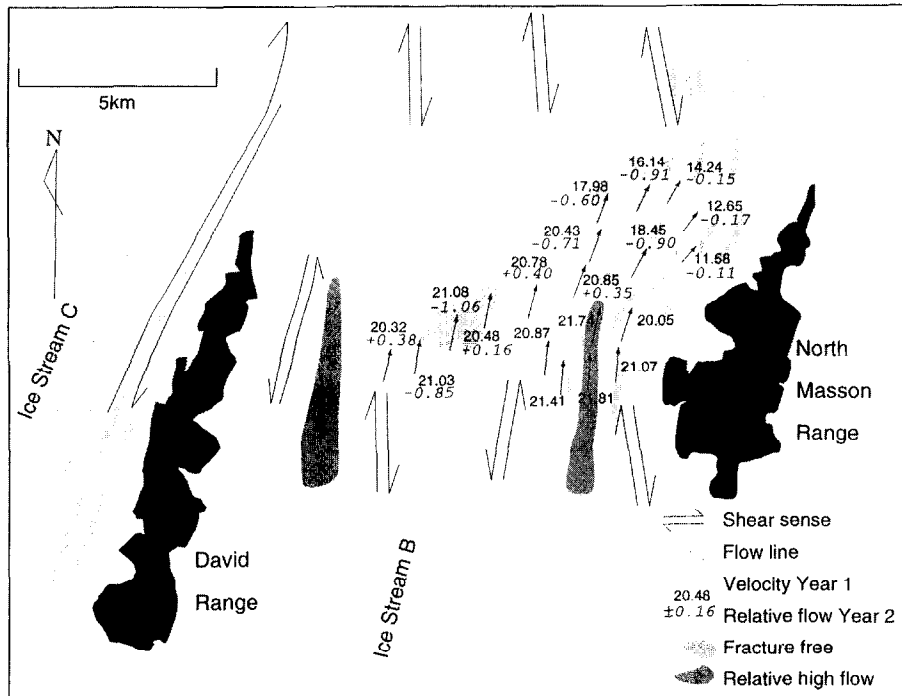 5km
N
16.14
-0.91
14.24
-0.15
17.98
-0.60
12.65
-0.17
20.43
-0.71
18.45
-0.90
11.58
-0.11
20.78
+0.40
20.85
+0.35
21.08
-1.06
20.32
+0.38
20.48
+0.16
20.87
21.74
20.05
21.03
-0.85
21.07
21.41
21.81
Ice Stream C
North
Masson
Range
David
Range
Ice Stream B
Shear sense
Flow line
Velocity Year 1
20.48
±0.16
Relative flow Year 2
Fracture free
Relative high flow